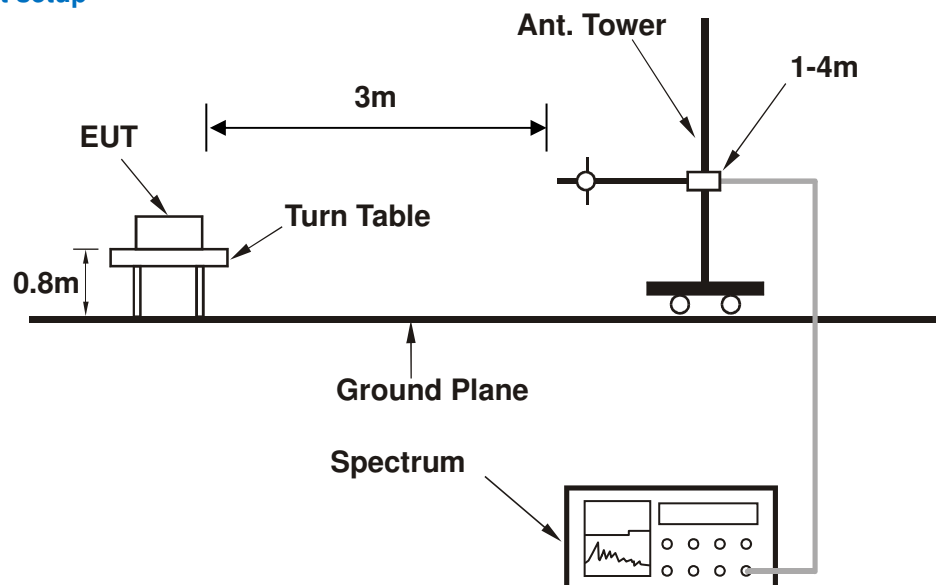 Ant. Tower
1-4m
3m
EUT
Turn Table
0.8m
Ground Plane
Spectrum